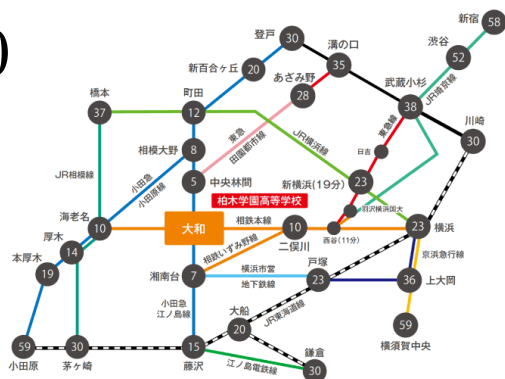 新宿
58
登戸
30
渋谷
52
溝の口
35
新百合ヶ丘
20
あざみ野
28
武蔵小杉
38
JR埼京線
橋本
37
町田
12
東急
田園都市線
東急線
川崎
30
JR横浜線
日吉
相模大野
8
JR相模線
小田急
小田原線
5
中央林間
新横浜(19分)
23
柏木学園高等学校
羽沢横浜国大
海老名
10
大和
相鉄本線
10
二俣川
西谷(11分)
23
横浜
厚木
14
相鉄いずみ野線
京浜急行線
本厚木
19
湘南台
7
横浜市営
地下鉄線
戸塚
23
36
上大岡
小田急
江ノ島線
大船
20
JR東海道線
59
横須賀中央
59
小田原
30
茅ヶ崎
15
藤沢
江ノ島電鉄線
鎌倉
30